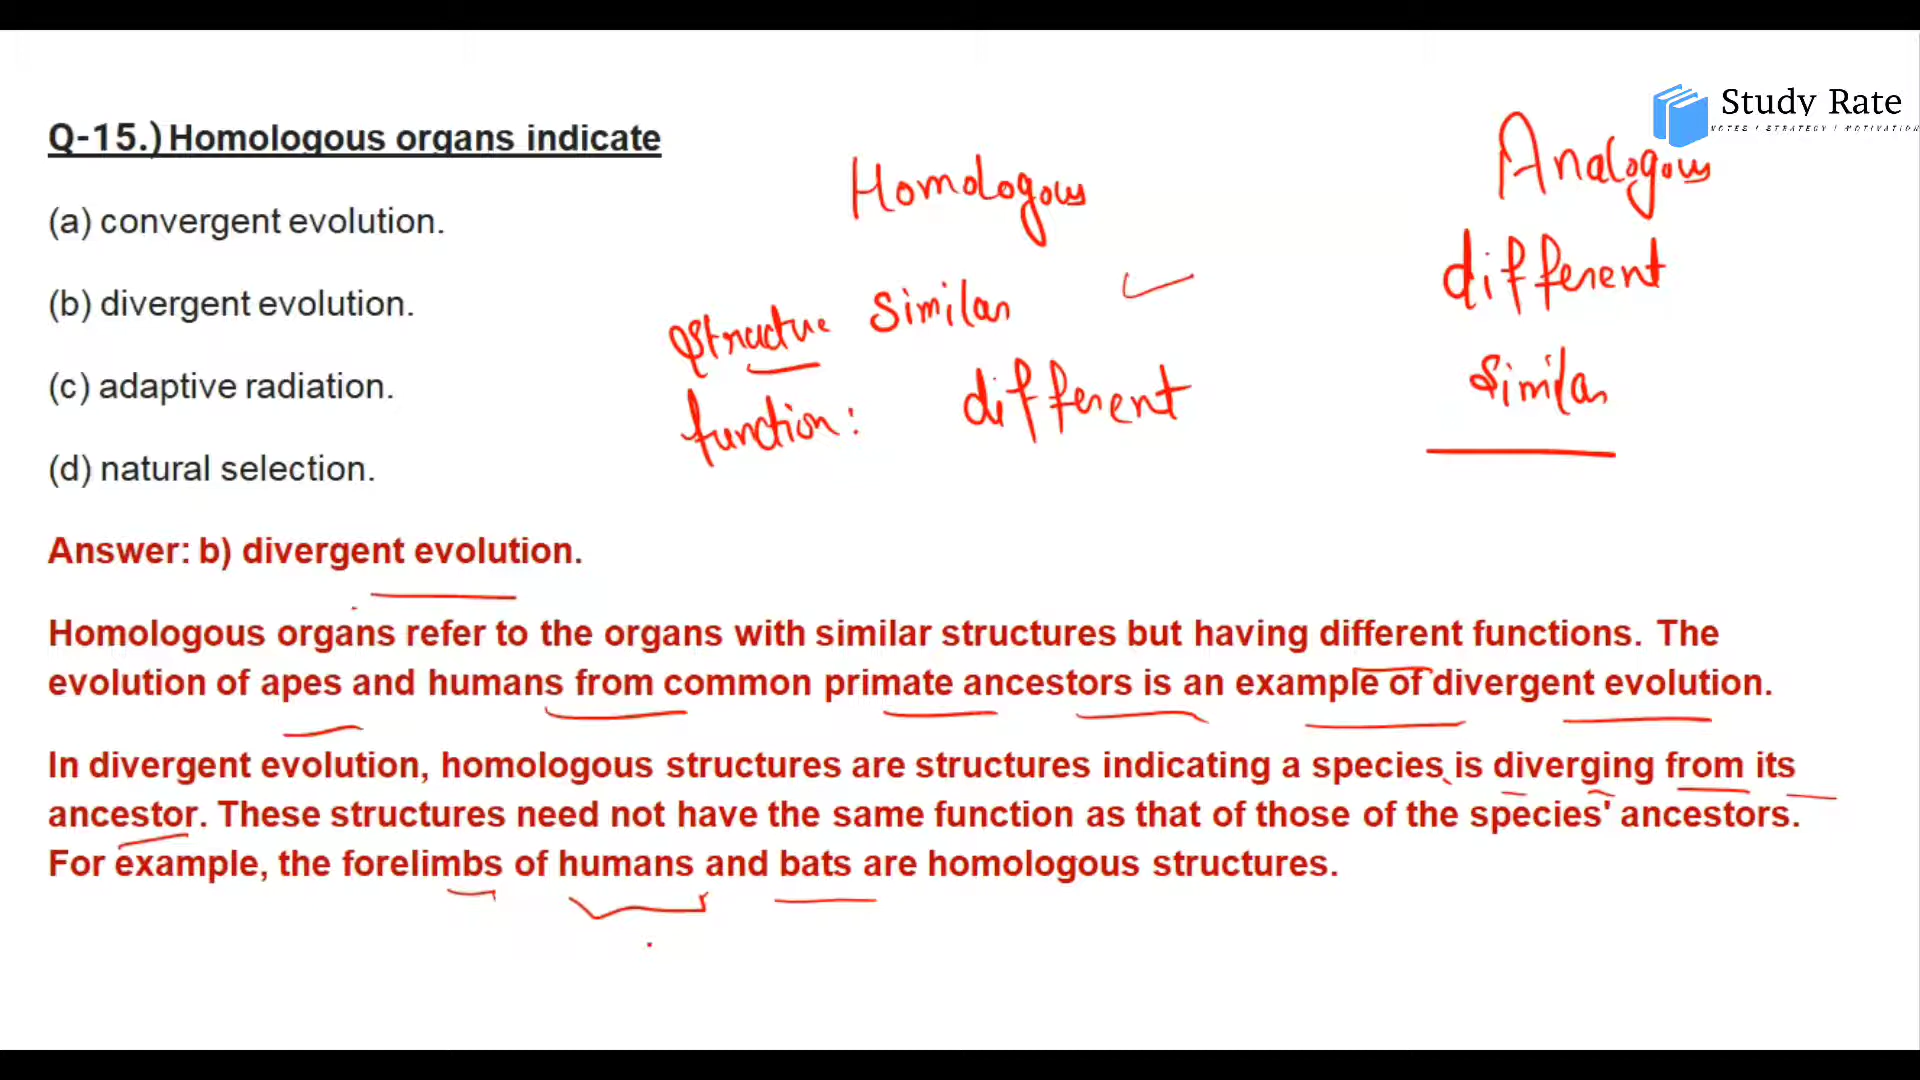 Study Rate
NOTES / STRATEGY / MOTIVATION
Q-15.) Homologous organs indicate
Homologous
Analogous
(a) convergent evolution.
structure similar
different
(b) divergent evolution.
function: different
similar
(c) adaptive radiation.
(d) natural selection.
Answer: b) divergent evolution.
Homologous organs refer to the organs with similar structures but having different functions. The
evolution of apes and humans from common primate ancestors is an example of divergent evolution.
In divergent evolution, homologous structures are structures indicating a species is diverging from its
ancestor. These structures need not have the same function as that of those of the species' ancestors.
For example, the forelimbs of humans and bats are homologous structures.